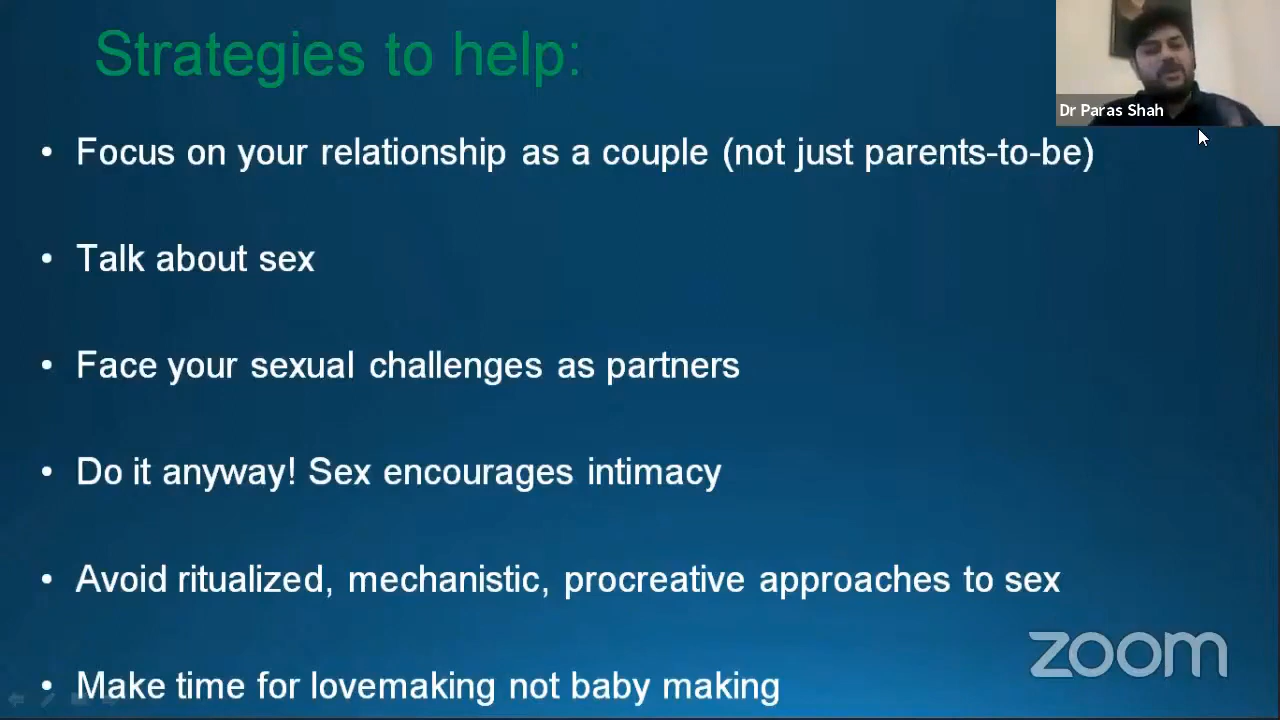 Strategies to help:
Dr Paras Shah
• Focus on your relationship as a couple (not just parents-to-be)
• Talk about sex
• Face your sexual challenges as partners
• Do it anyway! Sex encourages intimacy
• Avoid ritualized, mechanistic, procreative approaches to sex
zoom
• Make time for lovemaking not baby making